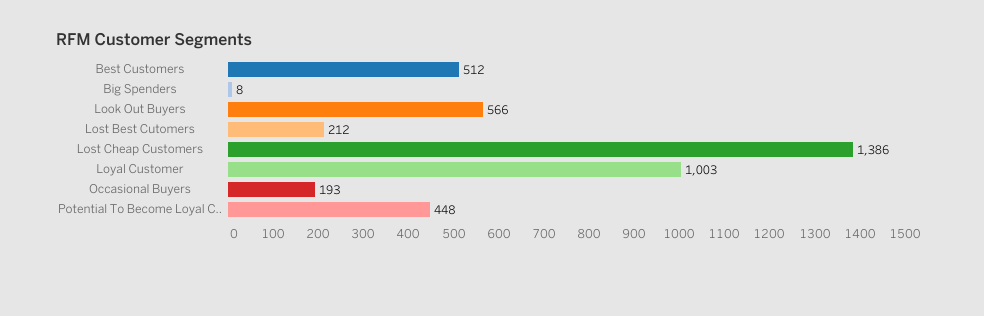 RFM Customer Segments
Best Customers 512
Big Spenders 8
Look Out Buyers 566
Lost Best Cutomers 212
Lost Cheap Customers 1,386
Loyal Customer 1,003
Occasional Buyers 193
Potential To Become Loyal C.. 448
0 100 200 300 400 500 600 700 800 900 1000 1100 1200 1300 1400 1500